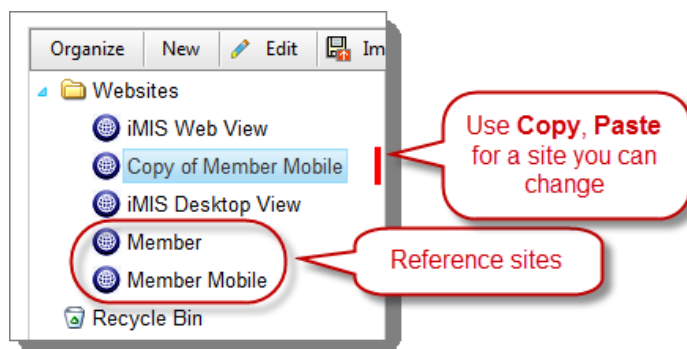 Organize New Edit Im
Websites
iMIS Web View
Copy of Member Mobile
iMIS Desktop View
Member
Member Mobile
Recycle Bin
Use Copy, Paste
for a site you can
change
Reference sites